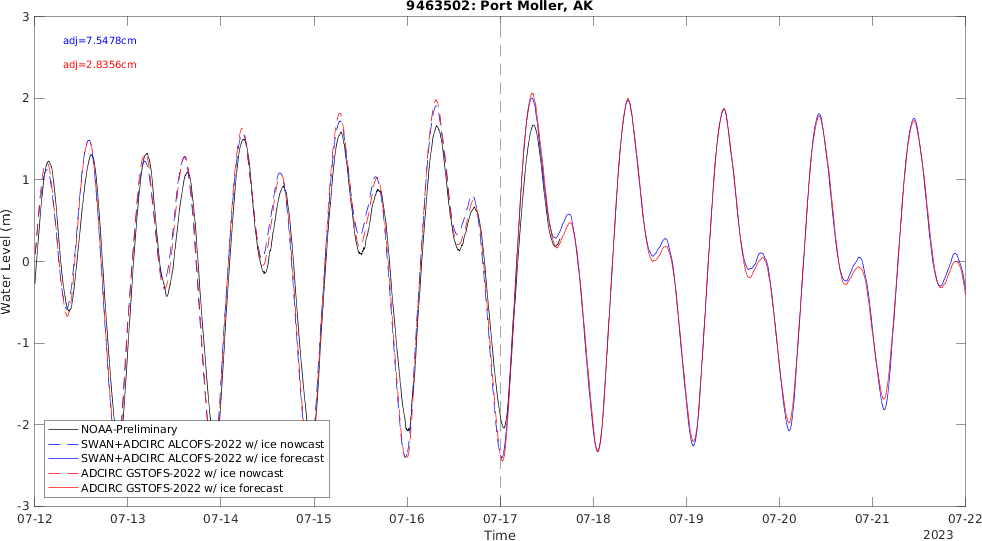 9463502: Port Moller, AK
adj=7.5478cm
adj=2.8356cm
Water Level (m)
3
2
1
0
-1
-2
-3
NOAA-Preliminary
SWAN+ADCIRC ALCOFS-2022 w/ ice nowcast
SWAN+ADCIRC ALCOFS-2022 w/ ice forecast
ADCIRC GSTOFS-2022 w/ ice nowcast
ADCIRC GSTOFS-2022 w/ ice forecast
07-12 07-13 07-14 07-15 07-16 07-17 07-18 07-19 07-20 07-21 07-22
Time
2023